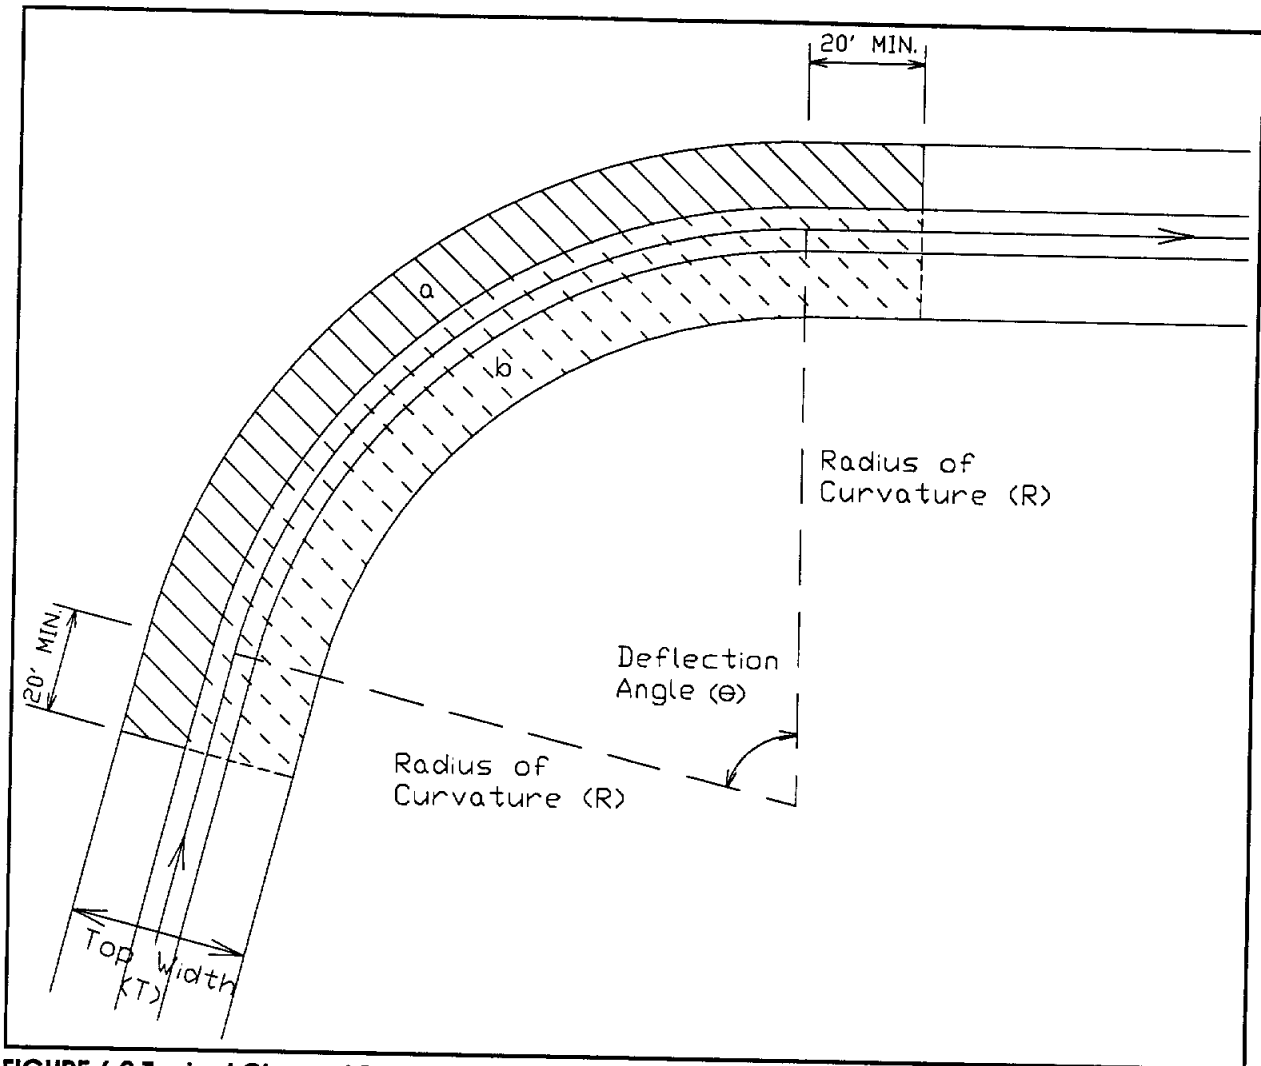 20' MIN.
a
b
Radius of
Curvature (R)
20' MIN.
Deflection
Angle (θ)
Radius of
Curvature (R)
Top Width
(T)